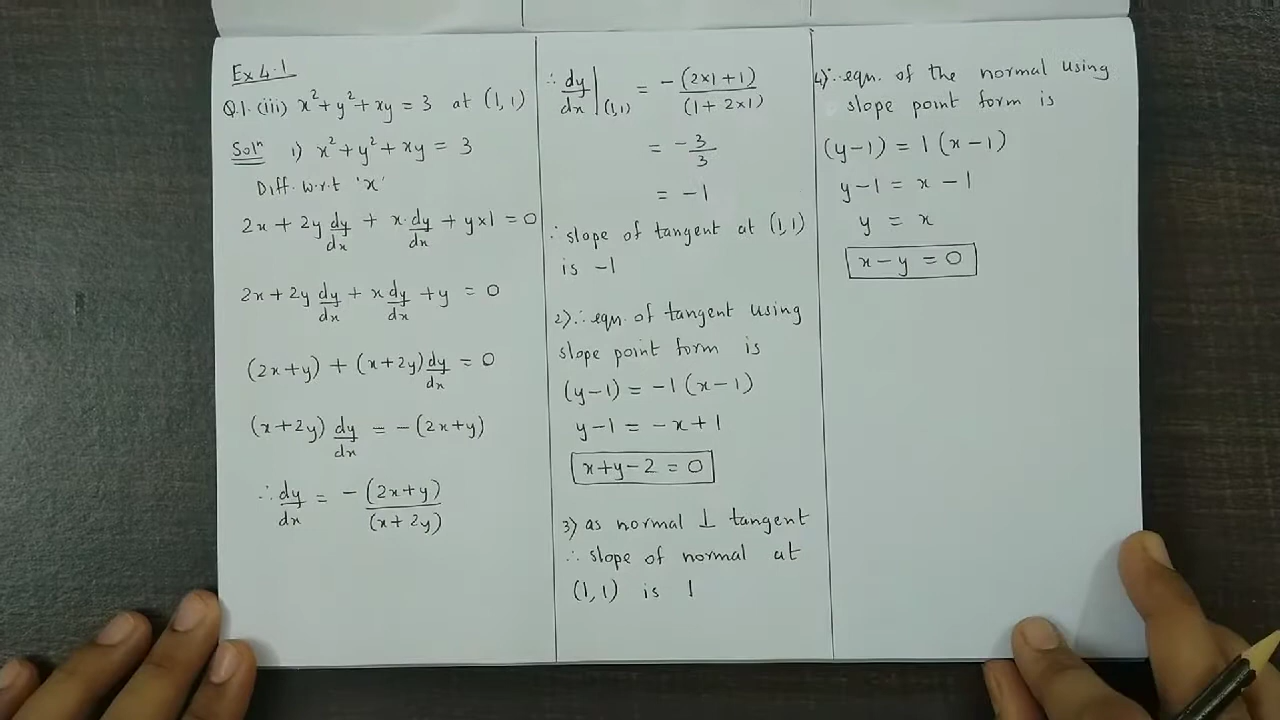 Ex 4.1
Q.1. (iii) x² + y² + xy = 3 at (1, 1)
Solⁿ 1) x² + y² + xy = 3
Diff. w.r.t 'x'
2x + 2y dy/dx + x·dy/dx + y×1 = 0
2x + 2y dy/dx + x dy/dx + y = 0
(2x+y) + (x+2y) dy/dx = 0
(x+2y) dy/dx = -(2x+y)
∴ dy/dx = -(2x+y)/(x+2y)
∴ dy/dx|(1,1) = -(2×1+1)/(1+2×1)
= -3/3
= -1
∴ slope of tangent at (1,1)
is -1
2) ∴ eqn. of tangent using
slope point form is
(y-1) = -1(x-1)
y-1 = -x+1
x+y-2 = 0
3) as normal ⊥ tangent
∴ slope of normal at
(1,1) is 1
4) ∴ eqn. of the normal using
slope point form is
(y-1) = 1(x-1)
y-1 = x-1
y = x
x-y = 0